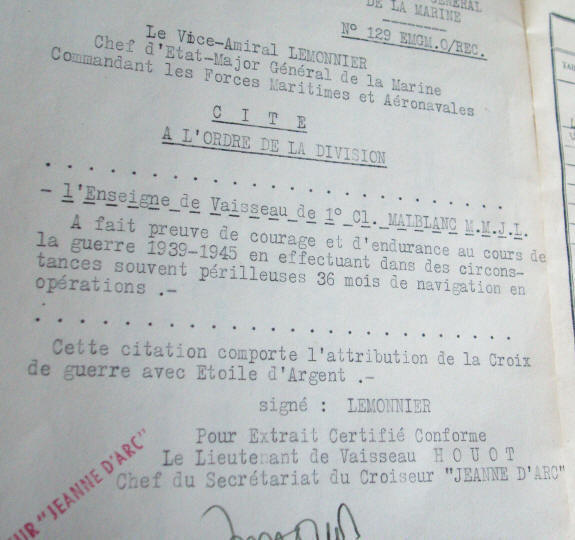 GENERAL
DE LA MARINE
N° 129 EMGM.O/REC.
Le Vice-Amiral LEMONNIER
Chef d'Etat-Major Général de la Marine
Commandant les Forces Maritimes et Aéronavales
C I T E
A L'ORDRE DE LA DIVISION
- l'Enseigne de Vaisseau de 1° Cl. MALBLANC M.M.J.L.
A fait preuve de courage et d'endurance au cours de
la guerre 1939-1945 en effectuant dans des circons-
tances souvent périlleuses 36 mois de navigation en
opérations .-
Cette citation comporte l'attribution de la Croix
de guerre avec Etoile d'Argent .-
signé : LEMONNIER
Pour Extrait Certifié Conforme
Le Lieutenant de Vaisseau H O U O T
Chef du Secrétariat du Croiseur "JEANNE D'ARC"
UR "JEANNE D'ARC"